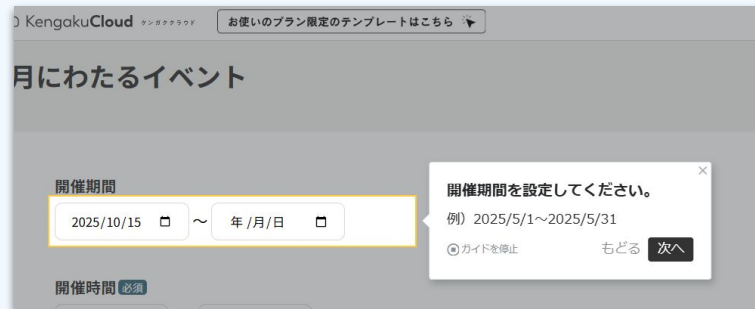 KengakuCloud ケンガククラウド お使いのプラン限定のテンプレートはこちら
月にわたるイベント
開催期間
2025/10/15 ～ 年/月/日
開催期間を設定してください。
例）2025/5/1～2025/5/31
ガイドを停止 もどる 次へ
開催時間 必須